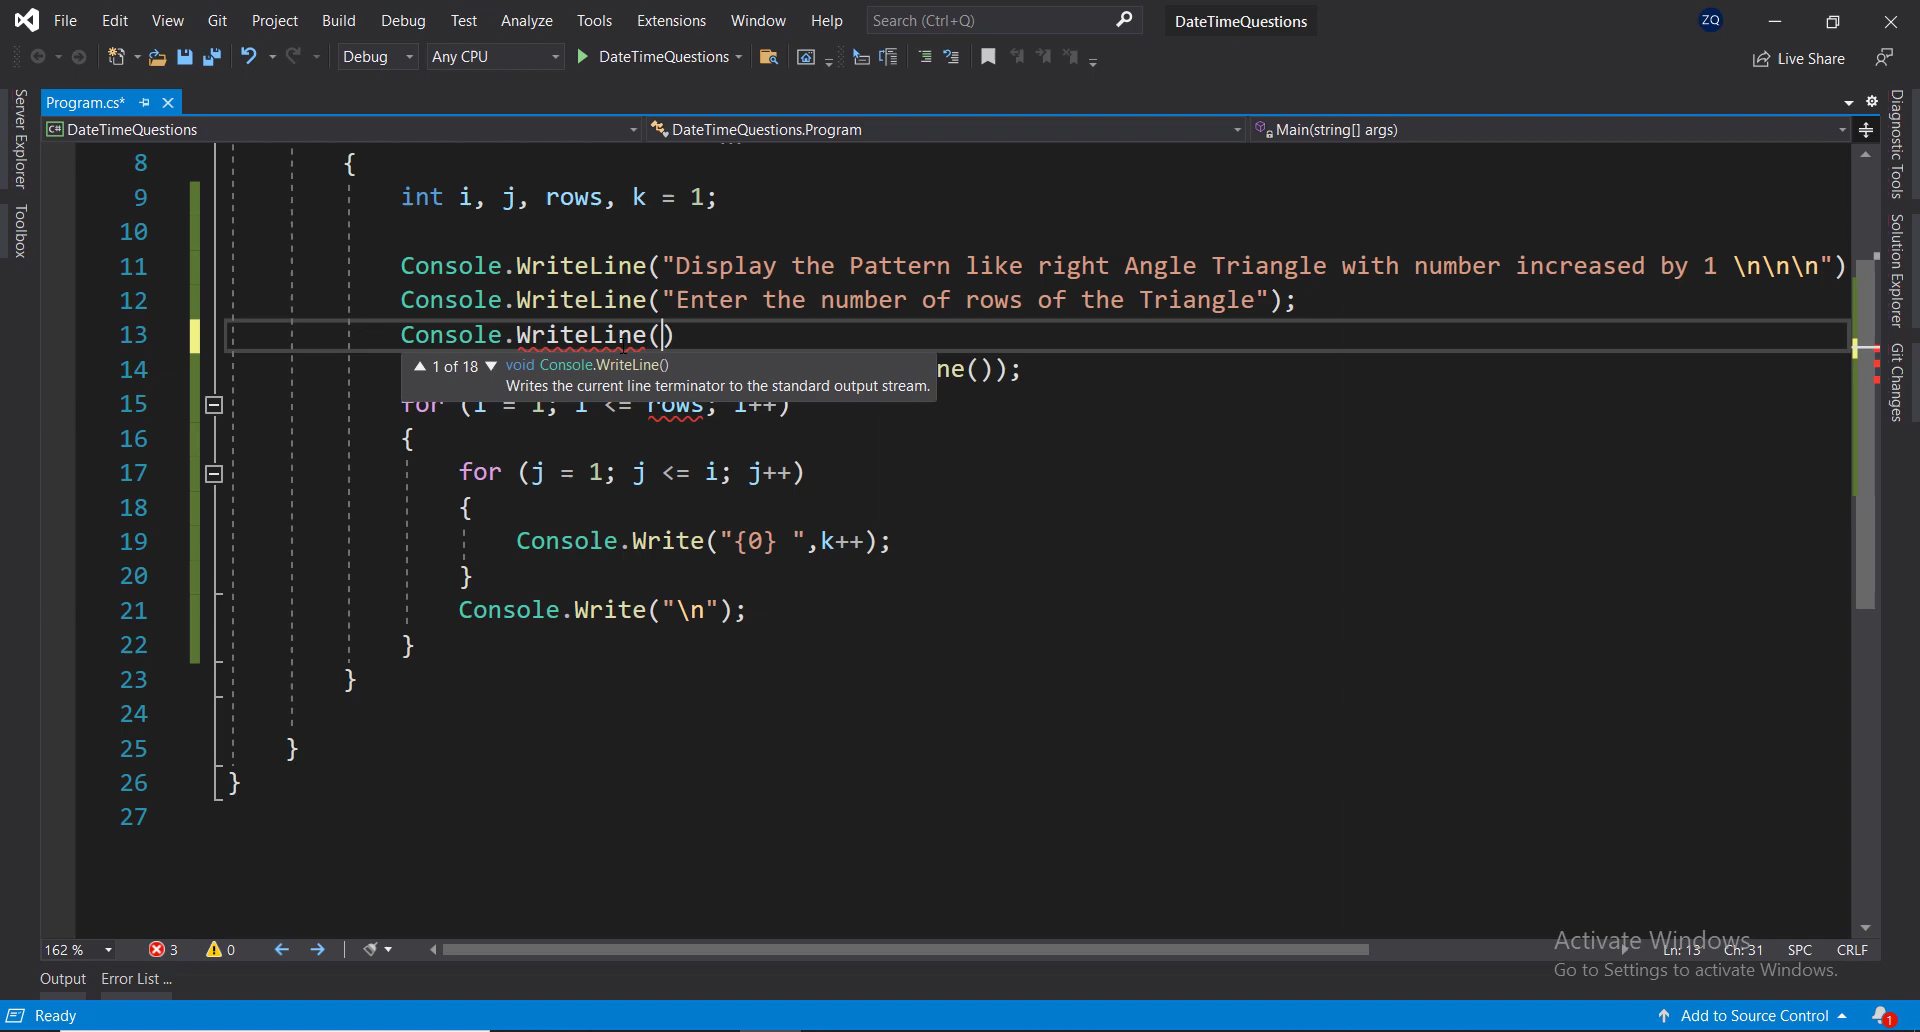 File Edit View Git Project Build Debug Test Analyze Tools Extensions Window Help Search (Ctrl+Q) DateTimeQuestions ZQ
Debug Any CPU DateTimeQuestions Live Share
Server Explorer
Toolbox
Program.cs*
C# DateTimeQuestions DateTimeQuestions.Program Main(string[] args)
8 {
9 int i, j, rows, k = 1;
10
11 Console.WriteLine("Display the Pattern like right Angle Triangle with number increased by 1 \n\n\n")
12 Console.WriteLine("Enter the number of rows of the Triangle");
13 Console.WriteLine()
1 of 18 void Console.WriteLine()
Writes the current line terminator to the standard output stream.
14 ne());
15 for (i = 1; i <= rows; i++)
16 {
17 for (j = 1; j <= i; j++)
18 {
19 Console.Write("{0} ",k++);
20 }
21 Console.Write("\n");
22 }
23 }
24
25 }
26 }
27
Diagnostic Tools
Solution Explorer
Git Changes
162 % 3 0 Ln: 13 Ch: 31 SPC CRLF
Activate Windows
Go to Settings to activate Windows.
Output Error List ...
Ready Add to Source Control 1